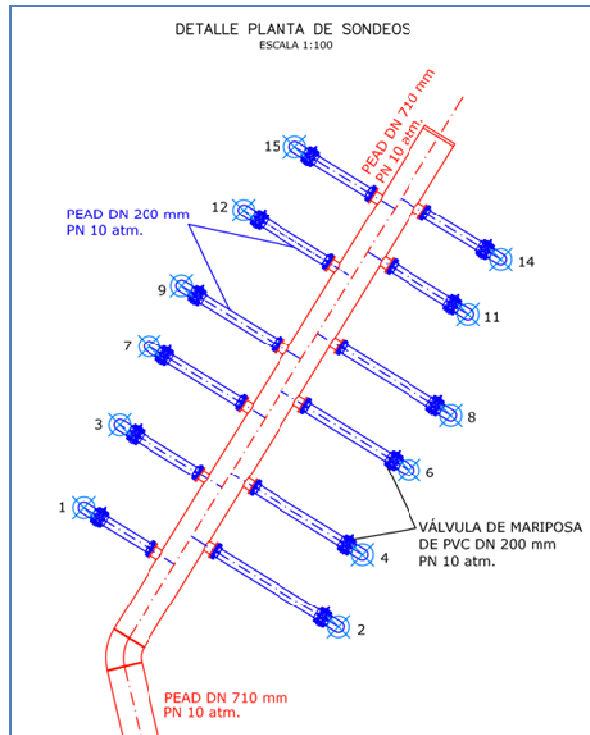 DETALLE PLANTA DE SONDEOS
ESCALA 1:100
PEAD DN 710 mm
PN 10 atm.
15
12
PEAD DN 200 mm
PN 10 atm.
14
9
11
7
8
3
6
1
VÁLVULA DE MARIPOSA
DE PVC DN 200 mm
PN 10 atm.
4
2
PEAD DN 710 mm
PN 10 atm.